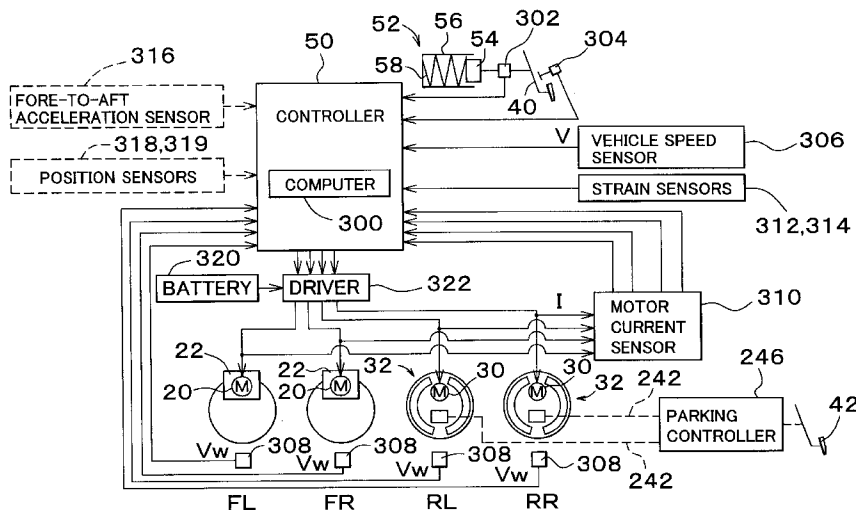 316
FORE-TO-AFT
ACCELERATION SENSOR
318,319
POSITION SENSORS
50
CONTROLLER
COMPUTER
300
52
56
54
58
302
304
40
V
VEHICLE SPEED
SENSOR
306
STRAIN SENSORS
312,314
320
BATTERY
DRIVER
322
I
MOTOR
CURRENT
SENSOR
310
22
20
M
22
20
M
32
M
30
M
30
32
242
246
PARKING
CONTROLLER
42
242
Vw
308
Vw
308
Vw
308
Vw
308
FL
FR
RL
RR